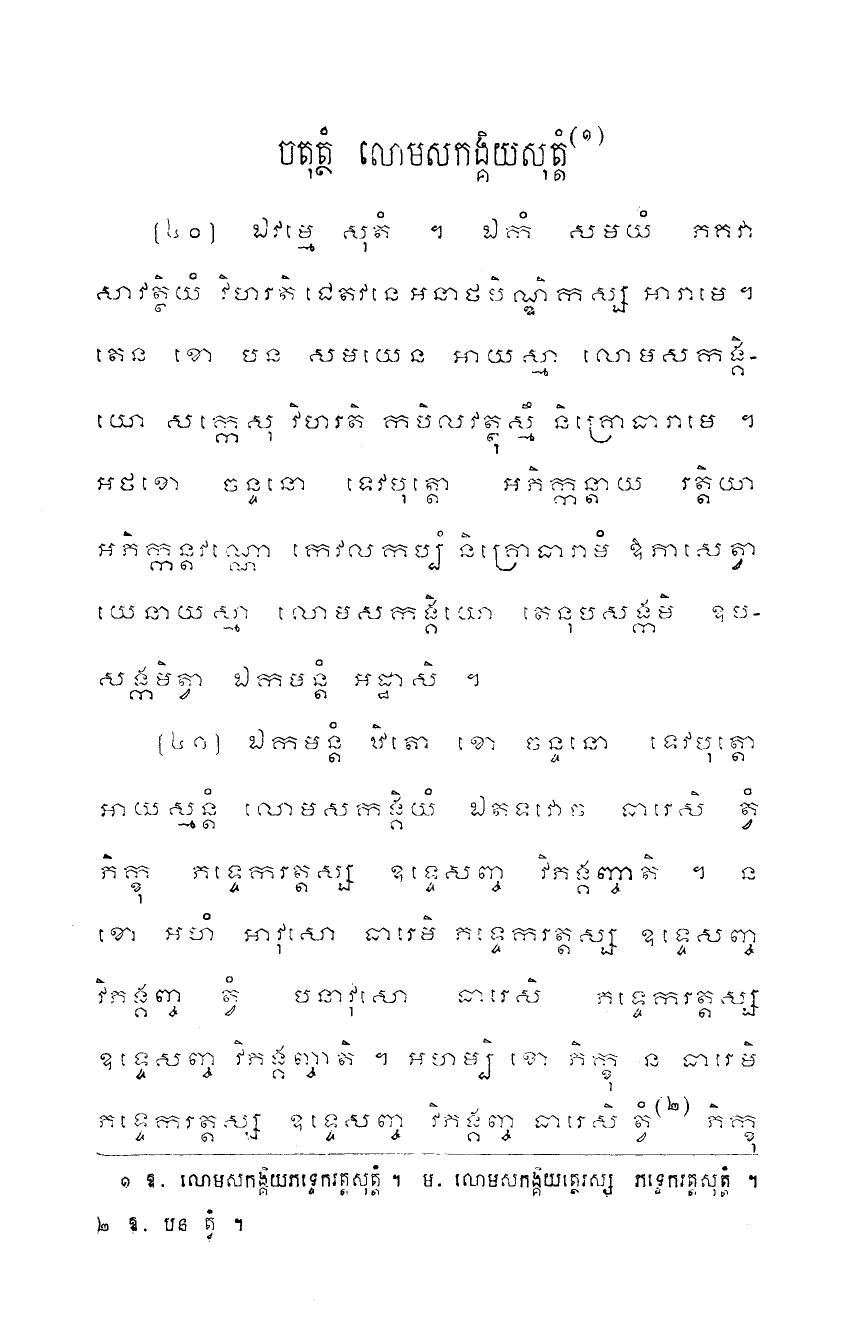 ចតុត្ថំ លោមសកង្គិយសុត្តំ(១)
[៤០] ឯវម្មេ សុតំ ។ ឯកំ សមយំ ភគវា
សាវត្ថិយំ វិហរតិ ជេតវនេ អនាថបិណ្ឌិកស្ស អារាមេ ។
តេន ខោ បន សមយេន អាយស្មា លោមសកង្គិ-
យោ សក្កេសុ វិហរតិ កបិលវត្ថុស្មឹ និគ្រោធារាមេ ។
អថខោ ចន្ទនោ ទេវបុត្តោ អភិក្កន្តាយ រត្តិយា
អភិក្កន្តវណ្ណោ កេវលកប្បំ និគ្រោធារាមំ ឱភាសេត្វា
យេនាយស្មា លោមសកង្គិយោ តេនុបសង្កមិ ឧប-
សង្កមិត្វា ឯកមន្តំ អដ្ឋាសិ ។
[៤១] ឯកមន្តំ ឋិតោ ខោ ចន្ទនោ ទេវបុត្តោ
អាយស្មន្តំ លោមសកង្គិយំ ឯតទវោច ធារេសិ ត្វំ
ភិក្ខុ ភទ្ទេករត្តស្ស ឧទ្ទេសញ្ច វិភង្គញ្ចាតិ ។ ន
ខោ អហំ អាវុសោ ធារេមិ ភទ្ទេករត្តស្ស ឧទ្ទេសញ្ច
វិភង្គញ្ច ត្វំ បនាវុសោ ធារេសិ ភទ្ទេករត្តស្ស
ឧទ្ទេសញ្ច វិភង្គញ្ចាតិ ។ អហម្បិ ខោ ភិក្ខុ ន ធារេមិ
ភទ្ទេករត្តស្ស ឧទ្ទេសញ្ច វិភង្គញ្ច ធារេសិ ត្វំ(២) ភិក្ខុ
១ ឱ. លោមសកង្គិយភទ្ទេករត្តសុត្តំ ។ ម. លោមសកង្គិយត្ថេរស្ស ភទ្ទេករត្តសុត្តំ ។
២ ឱ. បន ត្វំ ។